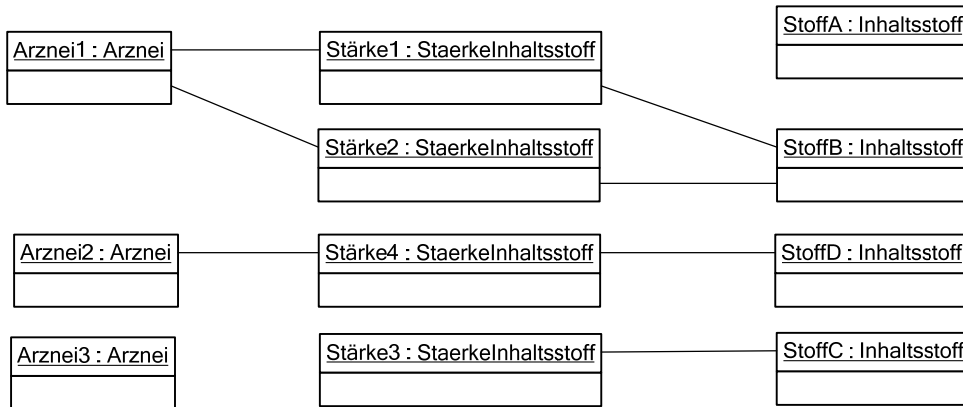 StoffA : Inhaltsstoff
Arznei1 : Arznei
Stärke1 : StaerkeInhaltsstoff
Stärke2 : StaerkeInhaltsstoff
StoffB : Inhaltsstoff
Arznei2 : Arznei
Stärke4 : StaerkeInhaltsstoff
StoffD : Inhaltsstoff
Arznei3 : Arznei
Stärke3 : StaerkeInhaltsstoff
StoffC : Inhaltsstoff